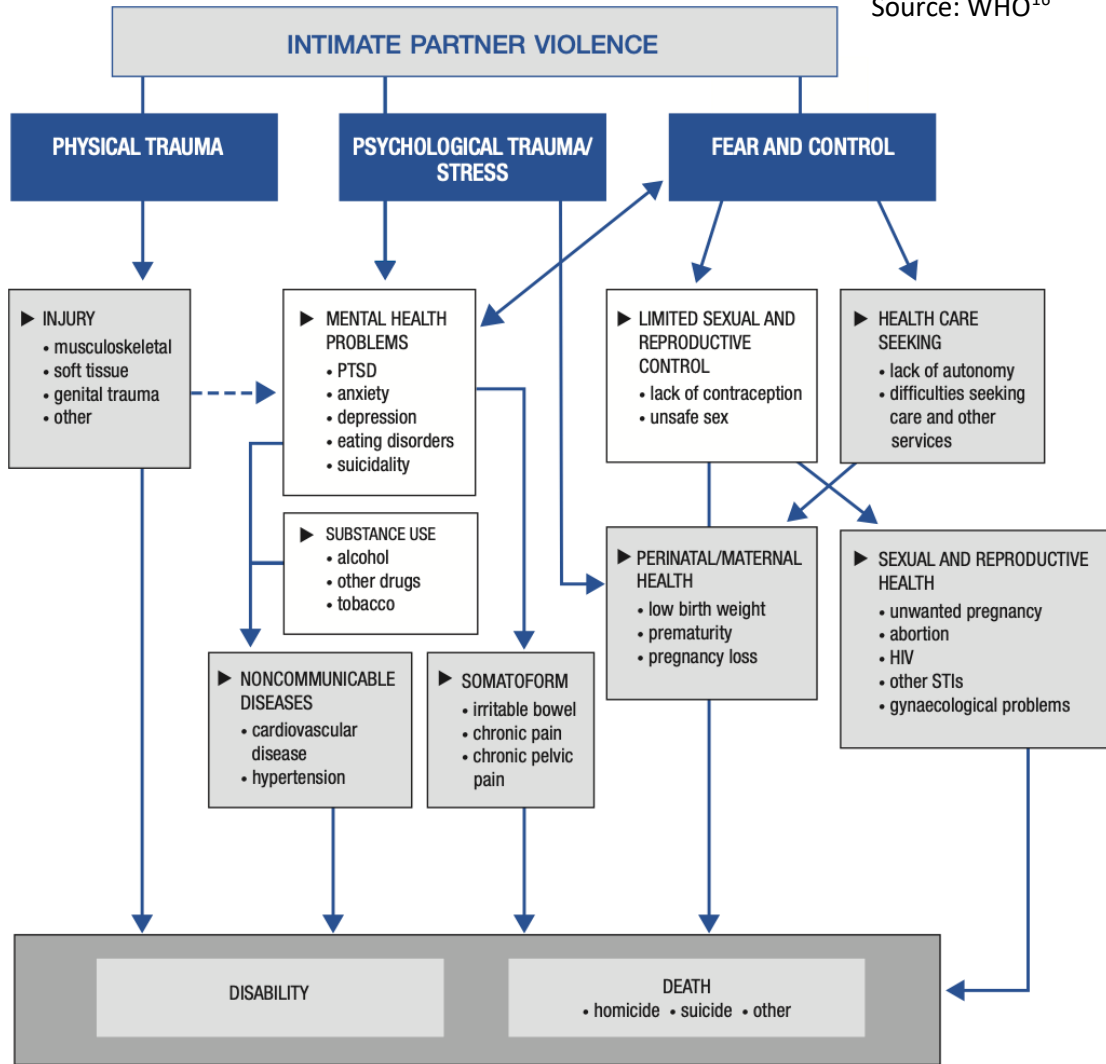 Source: WHO¹⁶
INTIMATE PARTNER VIOLENCE
PHYSICAL TRAUMA
PSYCHOLOGICAL TRAUMA/
STRESS
FEAR AND CONTROL
▶ INJURY
• musculoskeletal
• soft tissue
• genital trauma
• other
▶ MENTAL HEALTH
PROBLEMS
• PTSD
• anxiety
• depression
• eating disorders
• suicidality
▶ LIMITED SEXUAL AND
REPRODUCTIVE
CONTROL
• lack of contraception
• unsafe sex
▶ HEALTH CARE
SEEKING
• lack of autonomy
• difficulties seeking
care and other
services
▶ SUBSTANCE USE
• alcohol
• other drugs
• tobacco
▶ PERINATAL/MATERNAL
HEALTH
• low birth weight
• prematurity
• pregnancy loss
▶ SEXUAL AND REPRODUCTIVE
HEALTH
• unwanted pregnancy
• abortion
• HIV
• other STIs
• gynaecological problems
▶ NONCOMMUNICABLE
DISEASES
• cardiovascular
disease
• hypertension
▶ SOMATOFORM
• irritable bowel
• chronic pain
• chronic pelvic
pain
DISABILITY
DEATH
• homicide • suicide • other